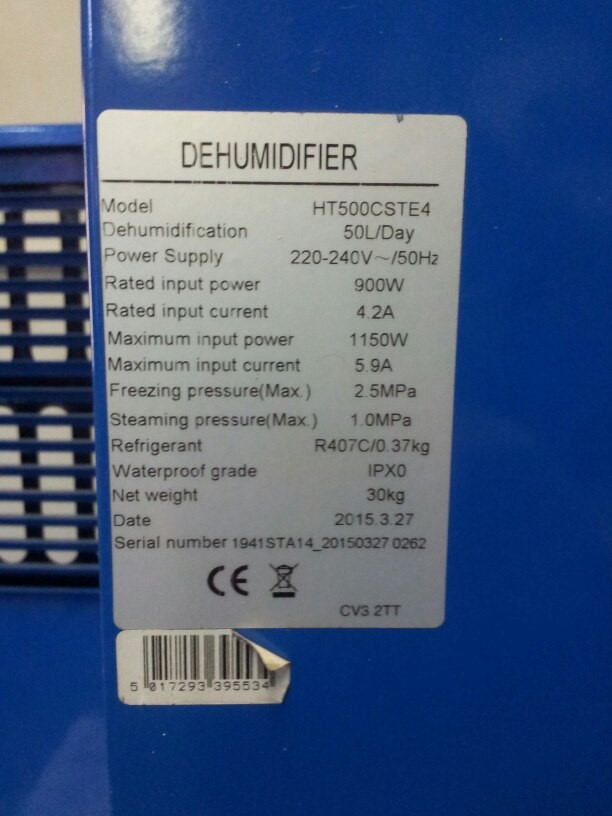 DEHUMIDIFIER
Model HT500CSTE4
Dehumidification 50L/Day
Power Supply 220-240V～/50Hz
Rated input power 900W
Rated input current 4.2A
Maximum input power 1150W
Maximum input current 5.9A
Freezing pressure(Max.) 2.5MPa
Steaming pressure(Max.) 1.0MPa
Refrigerant R407C/0.37kg
Waterproof grade IPX0
Net weight 30kg
Date 2015.3.27
Serial number 1941STA14_20150327 0262
CE
CV3 2TT
5 017293 395534